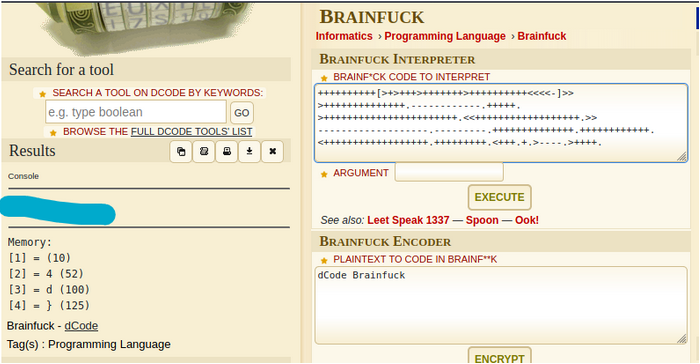 BRAINFUCK
Informatics › Programming Language › Brainfuck
BRAINFUCK INTERPRETER
Search for a tool
★ BRAINF*CK CODE TO INTERPRET
★ SEARCH A TOOL ON DCODE BY KEYWORDS:
++++++++++[>+>+++>+++++++>++++++++++<<<<-]>>
e.g. type boolean GO
>++++++++++++++.------------.+++++.
>+++++++++++++++++++++++.<<++++++++++++++++++.>>
★ BROWSE THE FULL DCODE TOOLS' LIST
-------------------.---------.++++++++++++++.++++++++++++.
<++++++++++++++++++.+++++++++.<+++.+.>----.>++++.
Results
★ ARGUMENT
Console
EXECUTE
See also: Leet Speak 1337 — Spoon — Ook!
Memory:
BRAINFUCK ENCODER
[1] = (10)
★ PLAINTEXT TO CODE IN BRAINF**K
[2] = 4 (52)
dCode Brainfuck
[3] = d (100)
[4] = } (125)
Brainfuck - dCode
Tag(s) : Programming Language
ENCRYPT